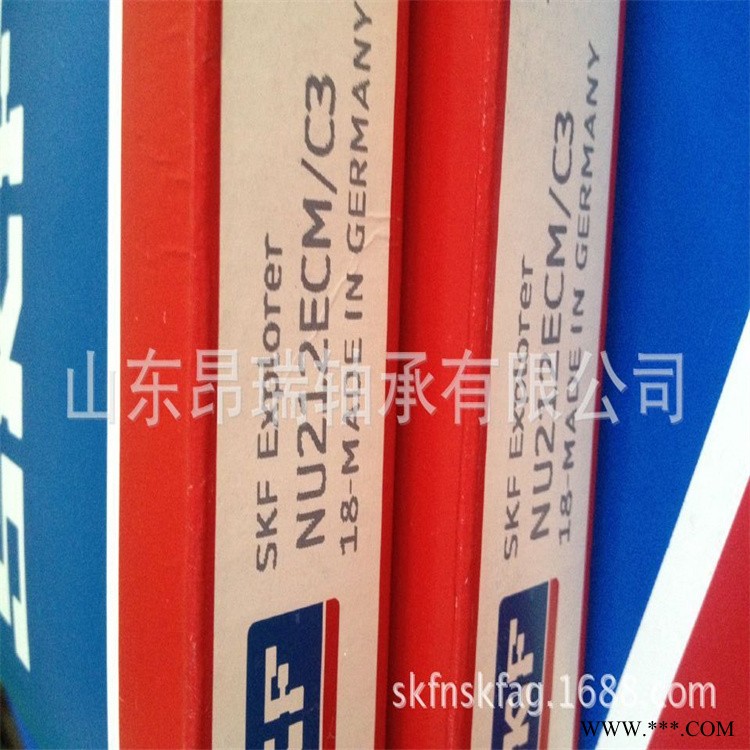 SKF
SKF Explorer
NU212ECM/C3
18-MADE IN GERMANY
SKF
SKF Explorer
NU212ECM/C3
18-MADE IN GERMANY
SKF
山东昂瑞轴承有限公司
skfnskfag.1688.com
www.***.com